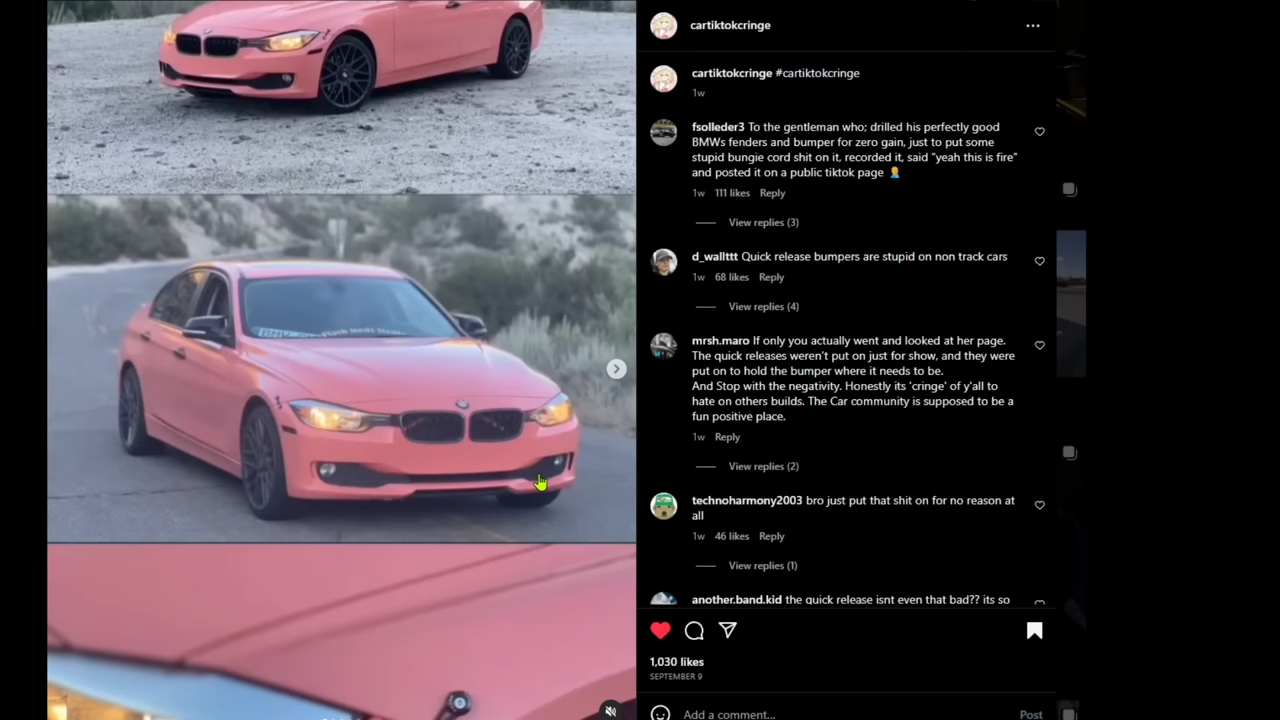 cartiktokcringe
cartiktokcringe #cartiktokcringe
1w
fsolleder3 To the gentleman who; drilled his perfectly good
BMWs fenders and bumper for zero gain, just to put some
stupid bungie cord shit on it, recorded it, said "yeah this is fire"
and posted it on a public tiktok page 🤦
1w 111 likes Reply
View replies (3)
d_wallttt Quick release bumpers are stupid on non track cars
1w 68 likes Reply
View replies (4)
mrsh.maro If only you actually went and looked at her page.
The quick releases weren't put on just for show, and they were
put on to hold the bumper where it needs to be.
And Stop with the negativity. Honestly its 'cringe' of y'all to
hate on others builds. The Car community is supposed to be a
fun positive place.
1w Reply
View replies (2)
technoharmony2003 bro just put that shit on for no reason at
all
1w 46 likes Reply
View replies (1)
another.band.kid the quick release isnt even that bad?? its so
1,030 likes
SEPTEMBER 9
Add a comment...
Post